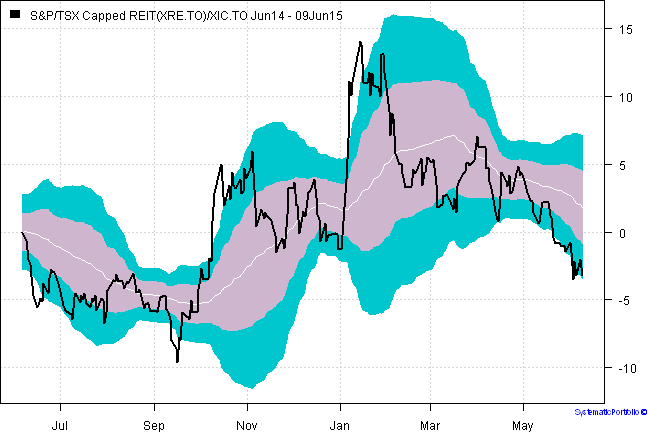 S&P/TSX Capped REIT(XRE.TO)/XIC.TO Jun14 - 09Jun15
15
10
5
0
-5
-10
Jul Sep Nov Jan Mar May
SystematicPortfolio ©